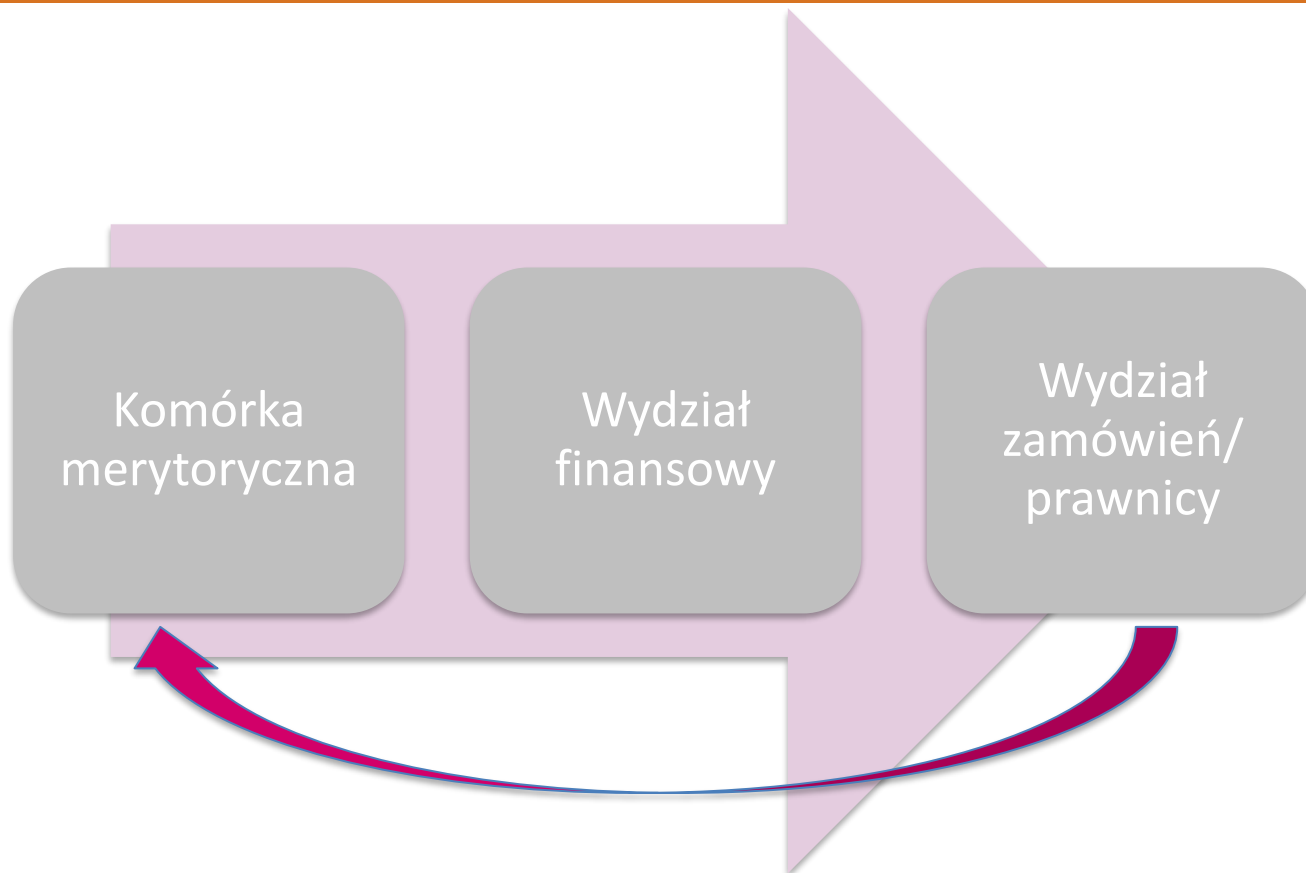 Komórka
merytoryczna
Wydział
finansowy
Wydział
zamówień/
prawnicy